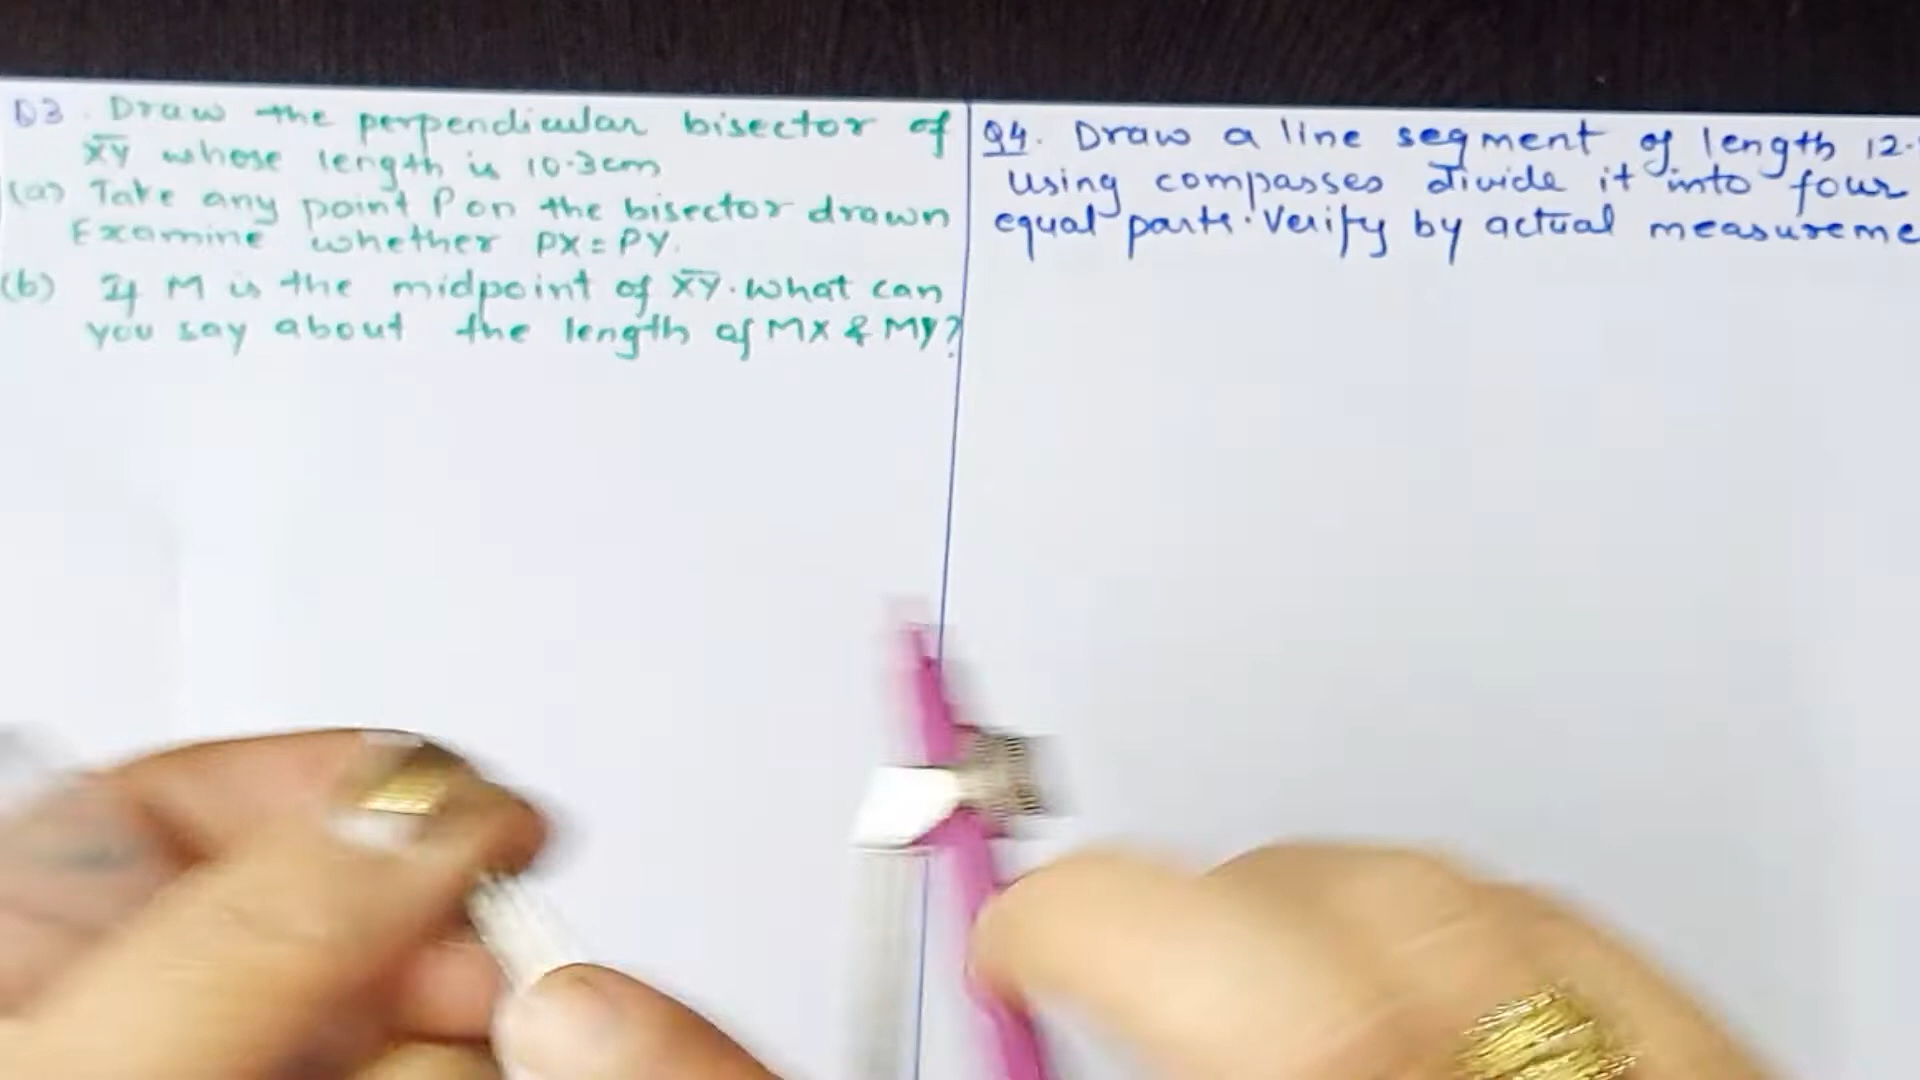 Q3. Draw the perpendicular bisector of
X̅Y̅ whose length is 10.3cm
(a) Take any point P on the bisector drawn
Examine whether PX = PY.
(b) If M is the midpoint of X̅Y̅. What can
you say about the length of MX & MY?
Q4. Draw a line segment of length 12.
Using compasses divide it into four
equal parts. Verify by actual measureme